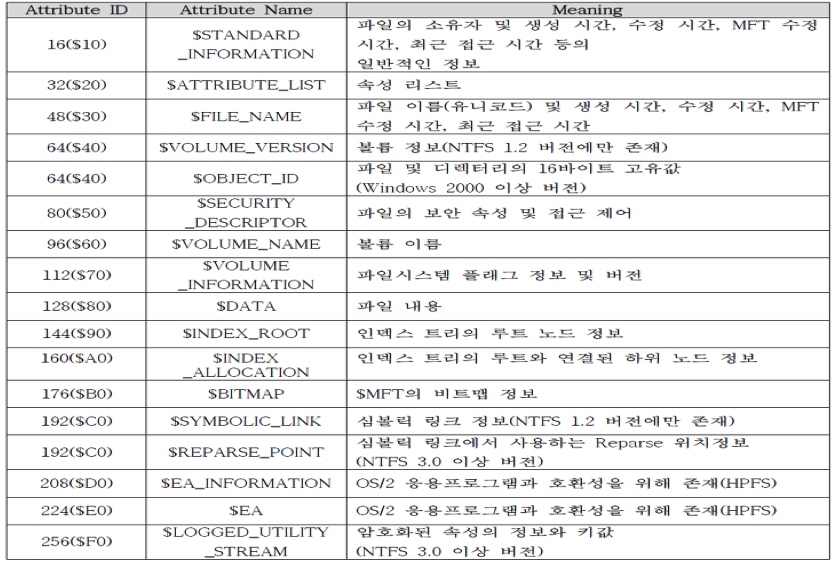 Attribute ID Attribute Name Meaning
16($10) $STANDARD _INFORMATION 파일의 소유자 및 생성 시간, 수정 시간, MFT 수정
시간, 최근 접근 시간 등의
일반적인 정보
32($20) $ATTRIBUTE_LIST 속성 리스트
48($30) $FILE_NAME 파일 이름(유니코드) 및 생성 시간, 수정 시간, MFT
수정 시간, 최근 접근 시간
64($40) $VOLUME_VERSION 볼륨 정보(NTFS 1.2 버전에만 존재)
64($40) $OBJECT_ID 파일 및 디렉터리의 16바이트 고유값
(Windows 2000 이상 버전)
80($50) $SECURITY _DESCRIPTOR 파일의 보안 속성 및 접근 제어
96($60) $VOLUME_NAME 볼륨 이름
112($70) $VOLUME _INFORMATION 파일시스템 플래그 정보 및 버전
128($80) $DATA 파일 내용
144($90) $INDEX_ROOT 인덱스 트리의 루트 노드 정보
160($A0) $INDEX _ALLOCATION 인덱스 트리의 루트와 연결된 하위 노드 정보
176($B0) $BITMAP $MFT의 비트맵 정보
192($C0) $SYMBOLIC_LINK 심볼릭 링크 정보(NTFS 1.2 버전에만 존재)
192($C0) $REPARSE_POINT 심볼릭 링크에서 사용하는 Reparse 위치정보
(NTFS 3.0 이상 버전)
208($D0) $EA_INFORMATION OS/2 응용프로그램과 호환성을 위해 존재(HPFS)
224($E0) $EA OS/2 응용프로그램과 호환성을 위해 존재(HPFS)
256($F0) $LOGGED_UTILITY _STREAM 암호화된 속성의 정보와 키값
(NTFS 3.0 이상 버전)